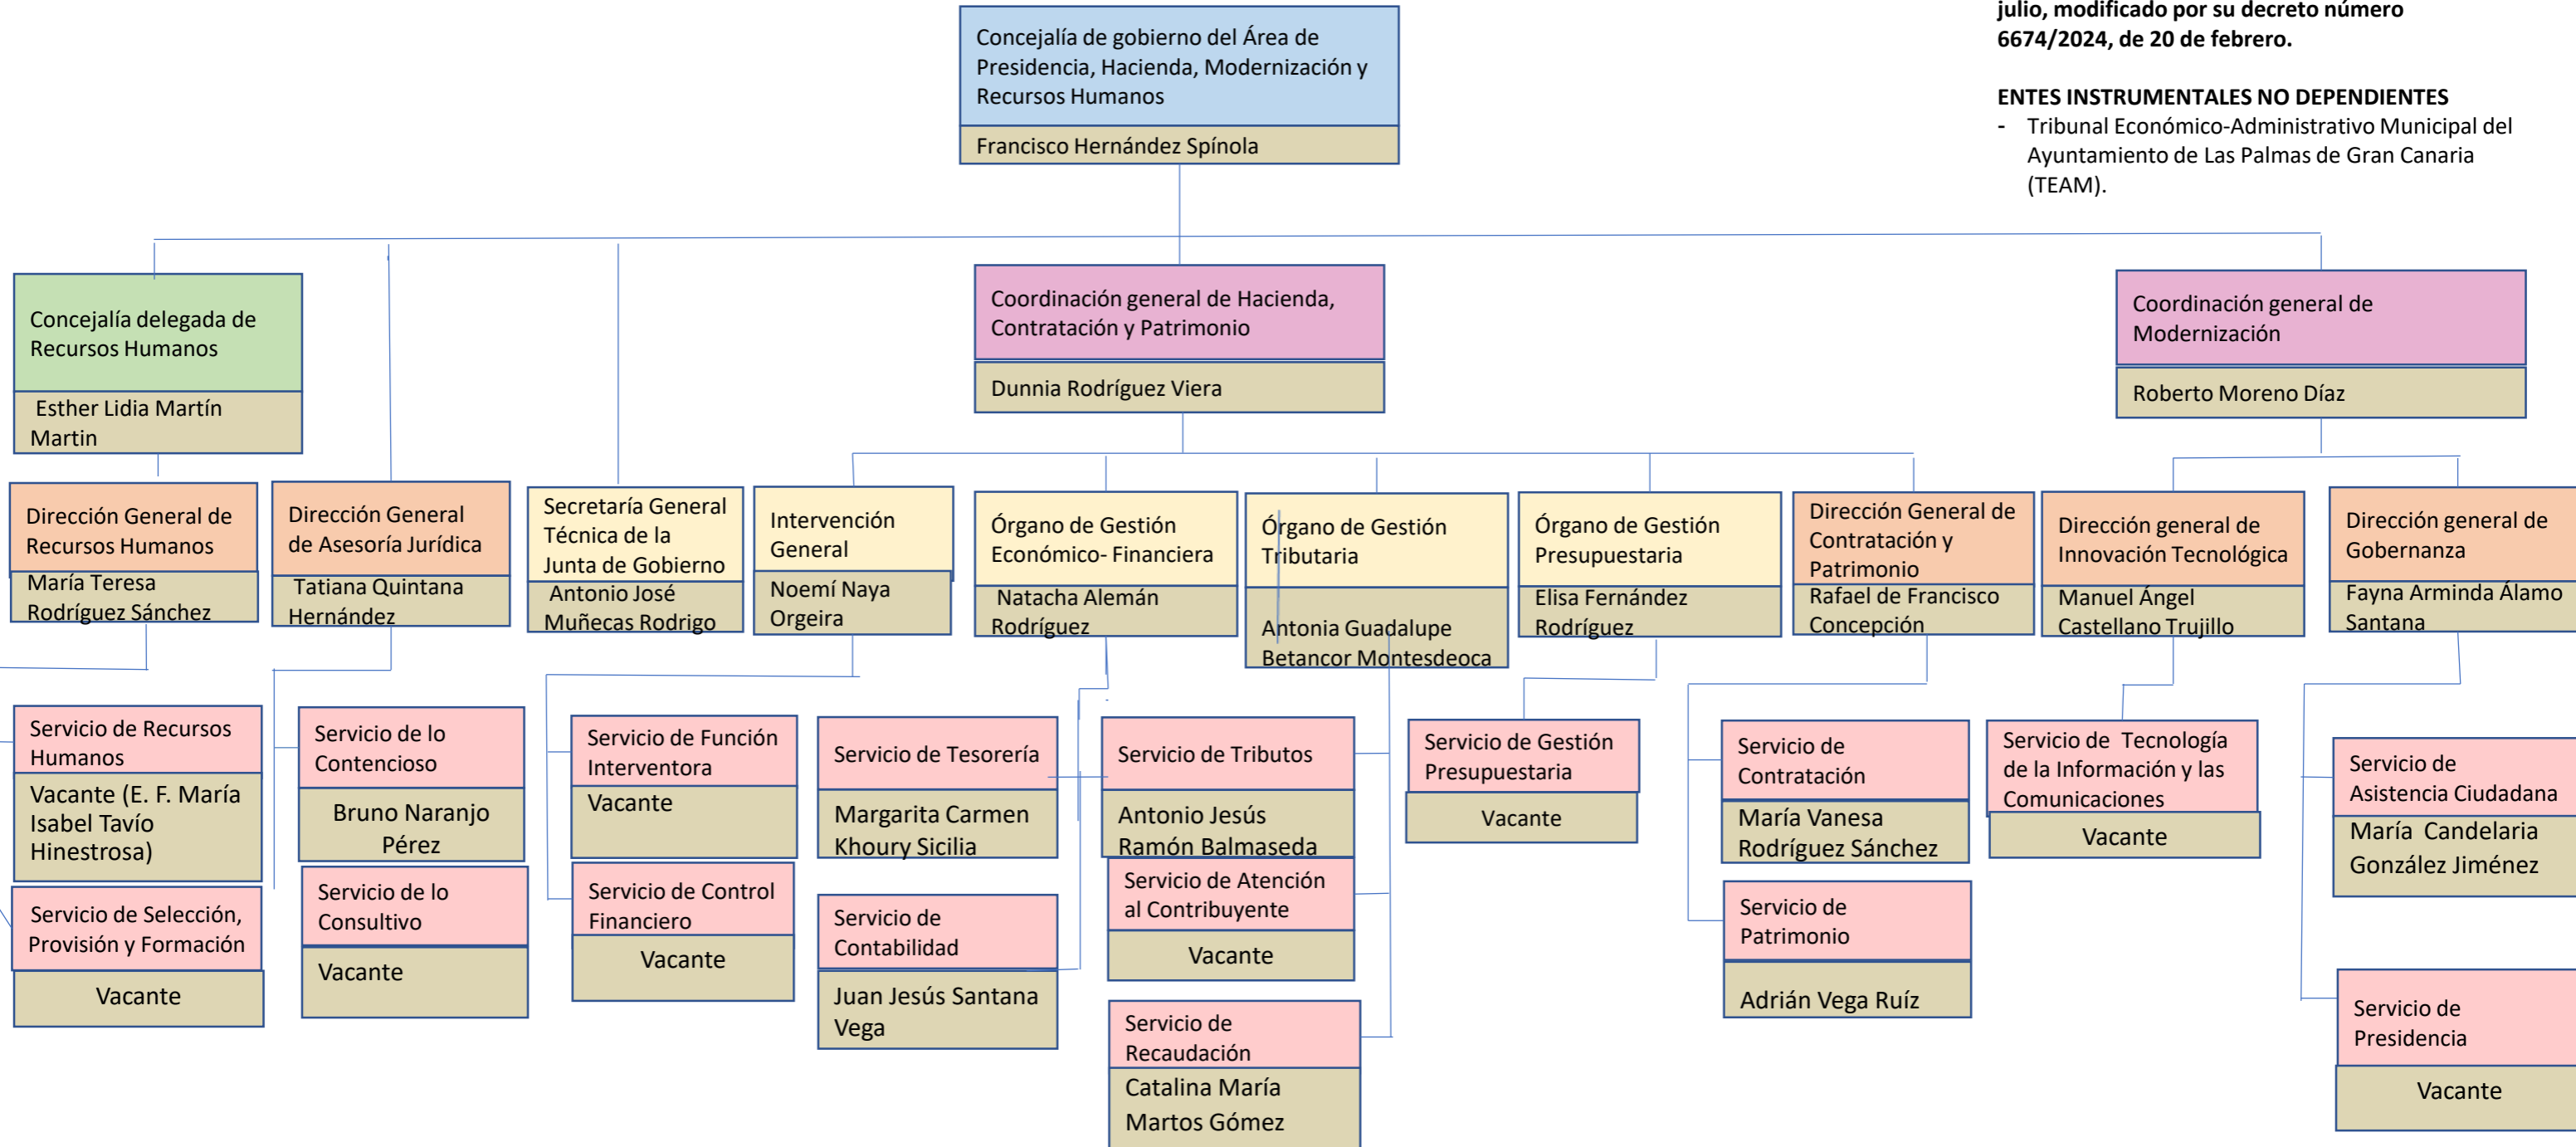 julio, modificado por su decreto número
6674/2024, de 20 de febrero.
ENTES INSTRUMENTALES NO DEPENDIENTES
- Tribunal Económico-Administrativo Municipal del
Ayuntamiento de Las Palmas de Gran Canaria
(TEAM).
Concejalía de gobierno del Área de
Presidencia, Hacienda, Modernización y
Recursos Humanos
Francisco Hernández Spínola
Concejalía delegada de
Recursos Humanos
Esther Lidia Martín
Martin
Coordinación general de Hacienda,
Contratación y Patrimonio
Dunnia Rodríguez Viera
Coordinación general de
Modernización
Roberto Moreno Díaz
Dirección General de
Recursos Humanos
María Teresa
Rodríguez Sánchez
Dirección General
de Asesoría Jurídica
Tatiana Quintana
Hernández
Secretaría General
Técnica de la
Junta de Gobierno
Antonio José
Muñecas Rodrigo
Intervención
General
Noemí Naya
Orgeira
Órgano de Gestión
Económico- Financiera
Natacha Alemán
Rodríguez
Órgano de Gestión
Tributaria
Antonia Guadalupe
Betancor Montesdeoca
Órgano de Gestión
Presupuestaria
Elisa Fernández
Rodríguez
Dirección General de
Contratación y
Patrimonio
Rafael de Francisco
Concepción
Dirección general de
Innovación Tecnológica
Manuel Ángel
Castellano Trujillo
Dirección general de
Gobernanza
Fayna Arminda Álamo
Santana
Servicio de Recursos
Humanos
Vacante (E. F. María
Isabel Tavío
Hinestrosa)
Servicio de Selección,
Provisión y Formación
Vacante
Servicio de lo
Contencioso
Bruno Naranjo
Pérez
Servicio de lo
Consultivo
Vacante
Servicio de Función
Interventora
Vacante
Servicio de Control
Financiero
Vacante
Servicio de Tesorería
Margarita Carmen
Khoury Sicilia
Servicio de
Contabilidad
Juan Jesús Santana
Vega
Servicio de Tributos
Antonio Jesús
Ramón Balmaseda
Servicio de Atención
al Contribuyente
Vacante
Servicio de
Recaudación
Catalina María
Martos Gómez
Servicio de Gestión
Presupuestaria
Vacante
Servicio de
Contratación
María Vanesa
Rodríguez Sánchez
Servicio de
Patrimonio
Adrián Vega Ruíz
Servicio de Tecnología
de la Información y las
Comunicaciones
Vacante
Servicio de
Asistencia Ciudadana
María Candelaria
González Jiménez
Servicio de
Presidencia
Vacante